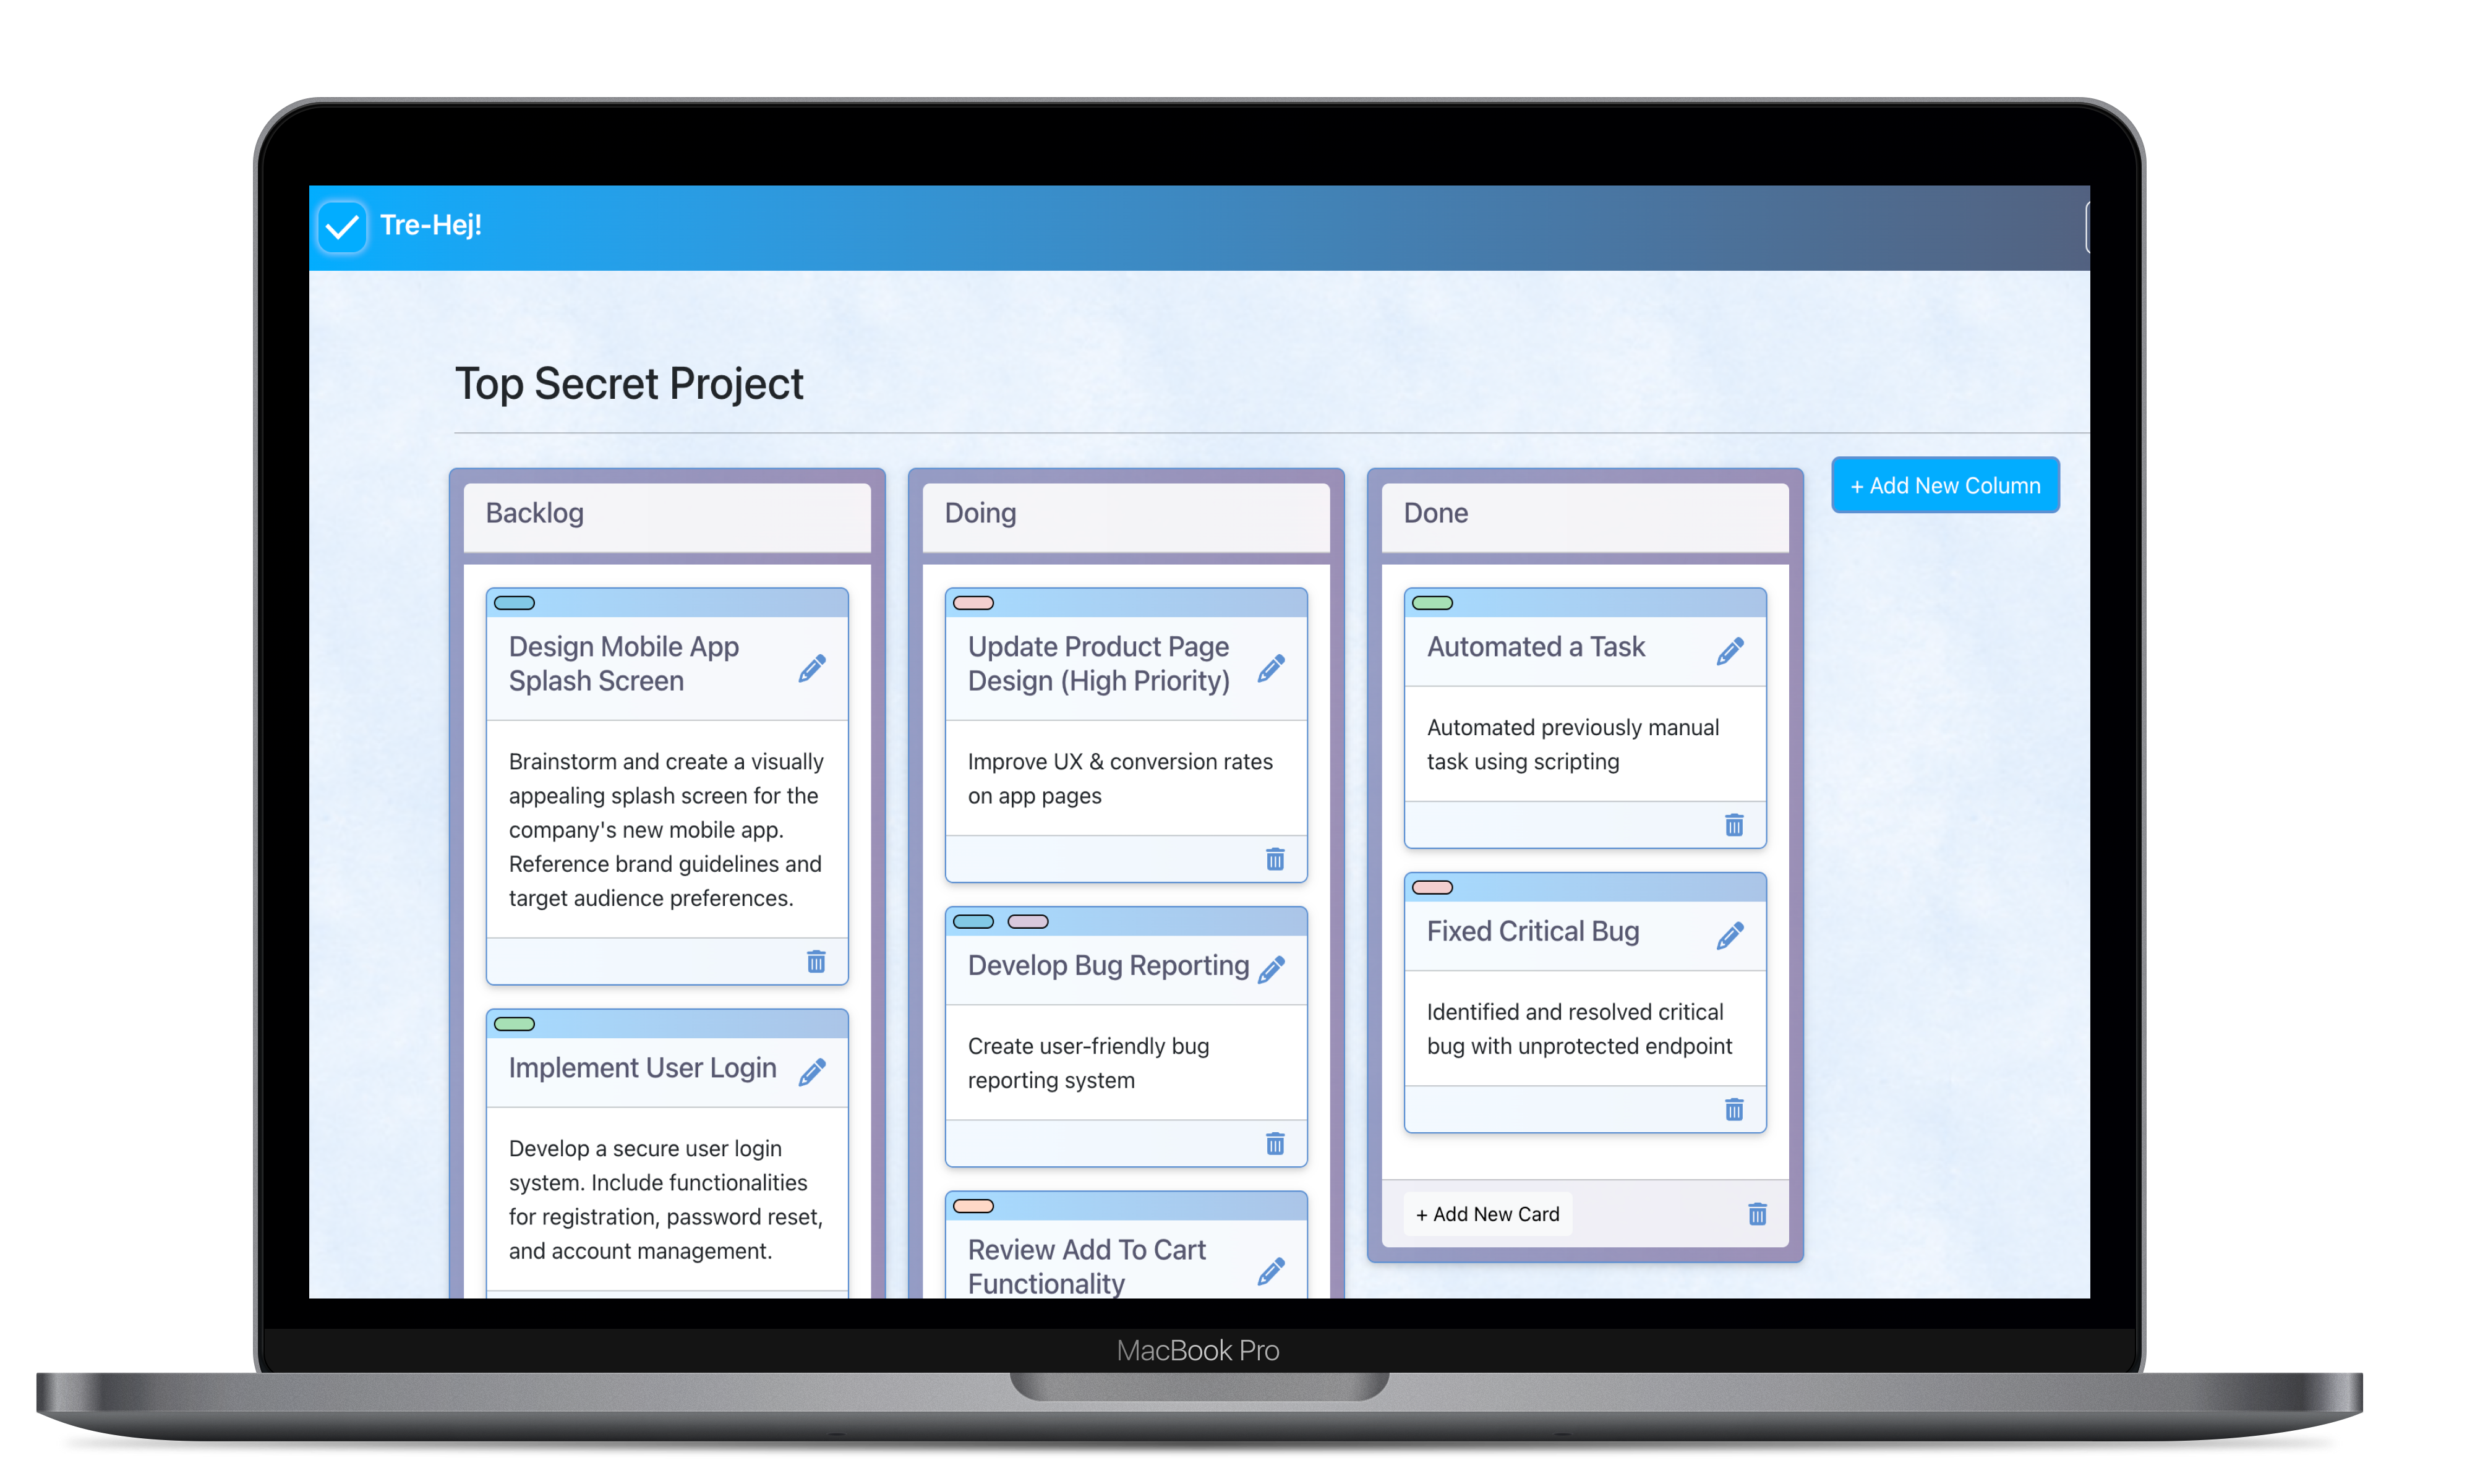 Tre-Hej!
Top Secret Project
+ Add New Column
Backlog
Design Mobile App
Splash Screen
Brainstorm and create a visually
appealing splash screen for the
company's new mobile app.
Reference brand guidelines and
target audience preferences.
Implement User Login
Develop a secure user login
system. Include functionalities
for registration, password reset,
and account management.
Doing
Update Product Page
Design (High Priority)
Improve UX & conversion rates
on app pages
Develop Bug Reporting
Create user-friendly bug
reporting system
Review Add To Cart
Functionality
Done
Automated a Task
Automated previously manual
task using scripting
Fixed Critical Bug
Identified and resolved critical
bug with unprotected endpoint
+ Add New Card
MacBook Pro